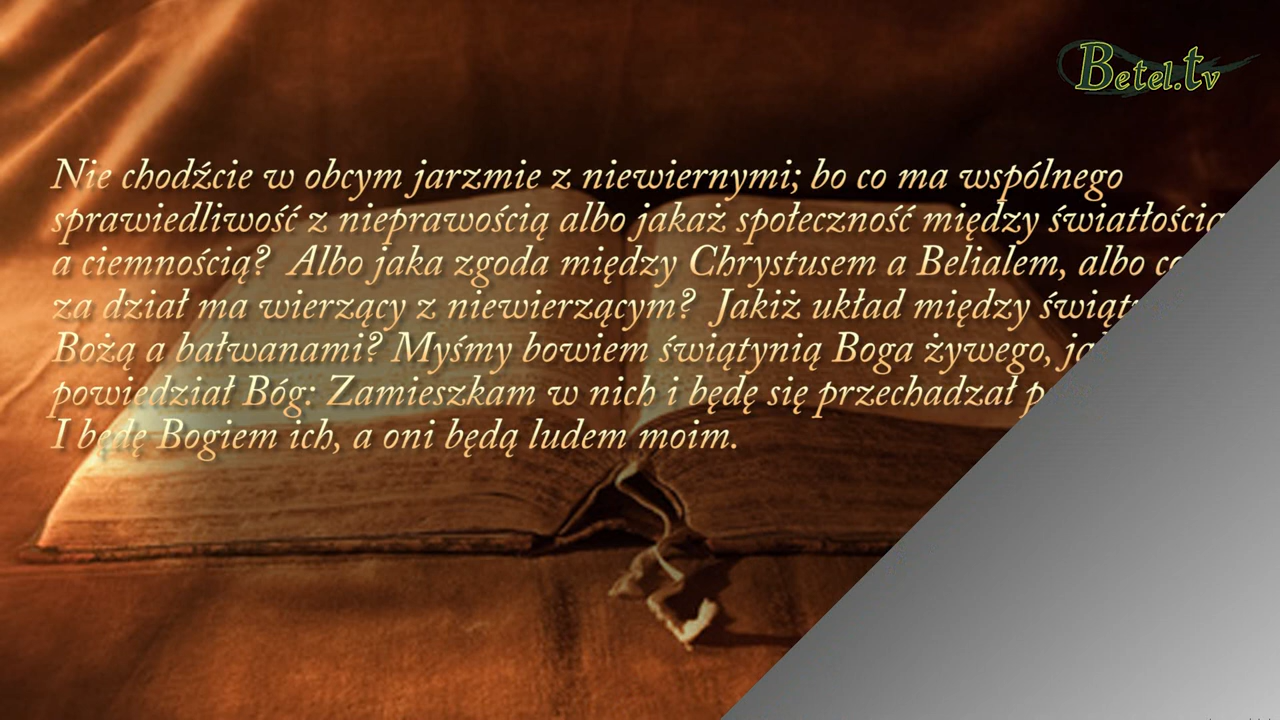 Betel.tv
Nie chodźcie w obcym jarzmie z niewiernymi; bo co ma wspólnego
sprawiedliwość z nieprawością albo jakaż społeczność między światłością
a ciemnością? Albo jaka zgoda między Chrystusem a Belialem, albo
za dział ma wierzący z niewierzącym? Jakiż układ między
Bożą a bałwanami? Myśmy bowiem świątynią Boga żywego,
powiedział Bóg: Zamieszkam w nich i będę się przechadzał
I będę Bogiem ich, a oni będą ludem moim.